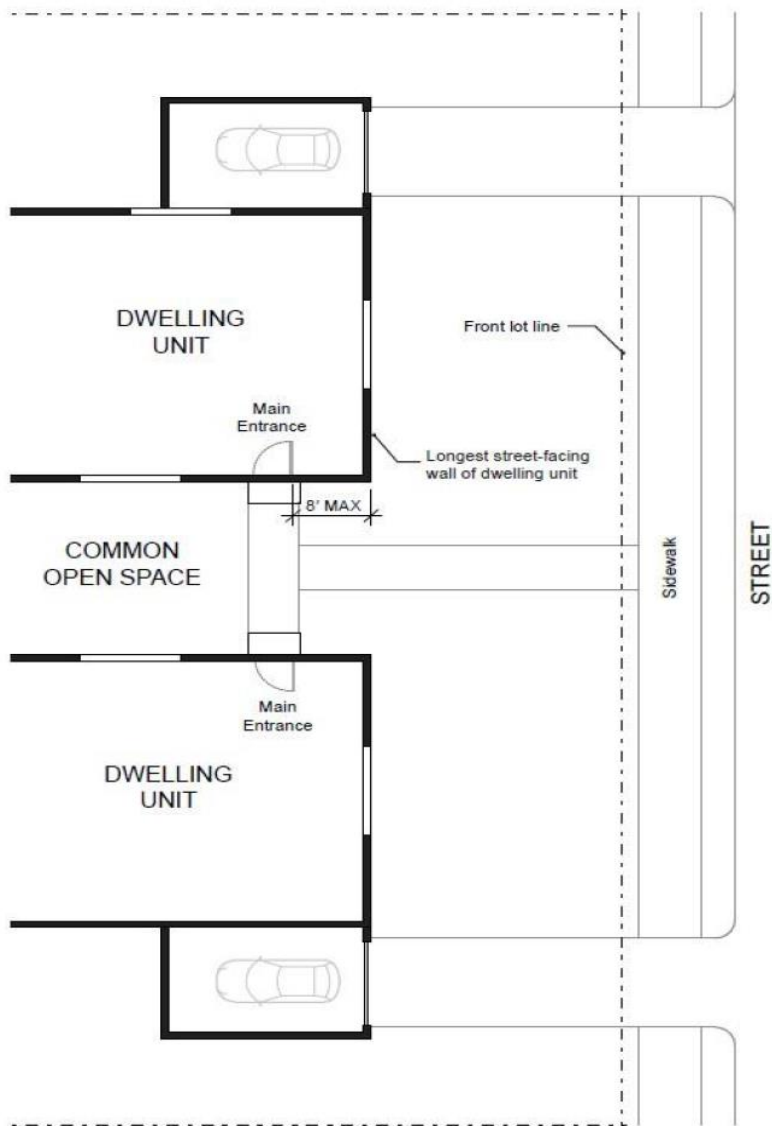 DWELLING
UNIT
Front lot line
Main
Entrance
Longest street-facing
wall of dwelling unit
8' MAX
COMMON
OPEN SPACE
Sidewalk
STREET
Main
Entrance
DWELLING
UNIT